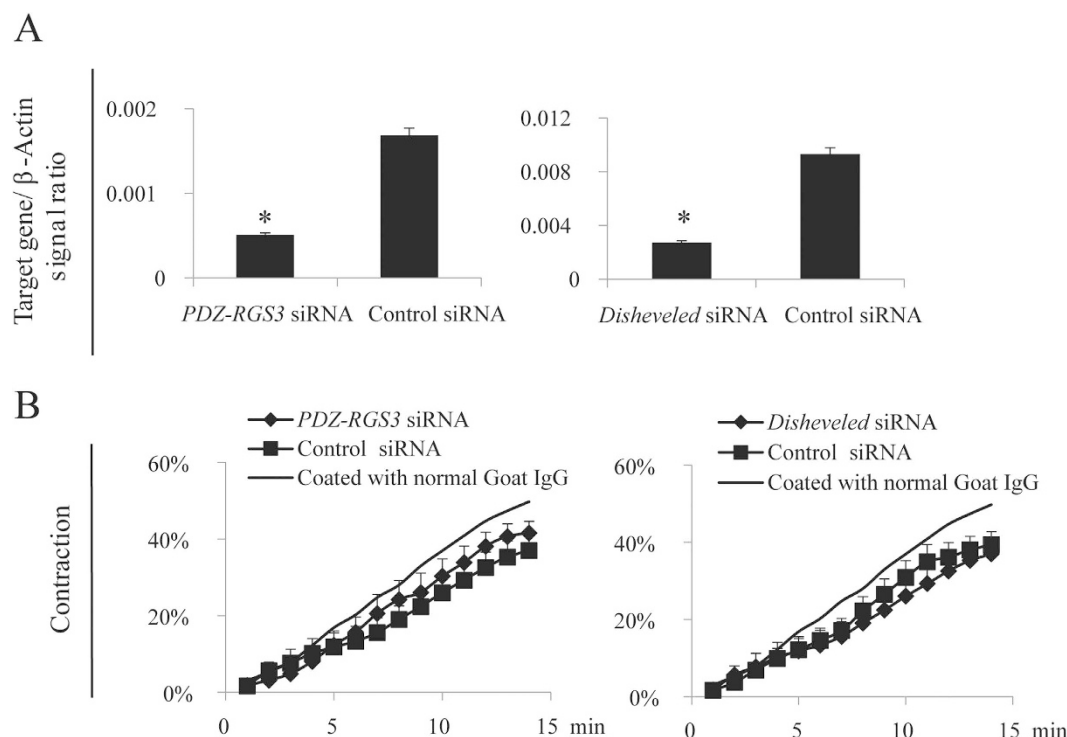 A
Target gene/ β-Actin
signal ratio
0.002
0.001
0
*
PDZ-RGS3 siRNA Control siRNA
0.012
0.008
0.004
0
*
Disheveled siRNA Control siRNA
B
Contraction
PDZ-RGS3 siRNA
Control siRNA
Coated with normal Goat IgG
60%
40%
20%
0%
0 5 10 15 min
Disheveled siRNA
Control siRNA
Coated with normal Goat IgG
60%
40%
20%
0%
0 5 10 15 min